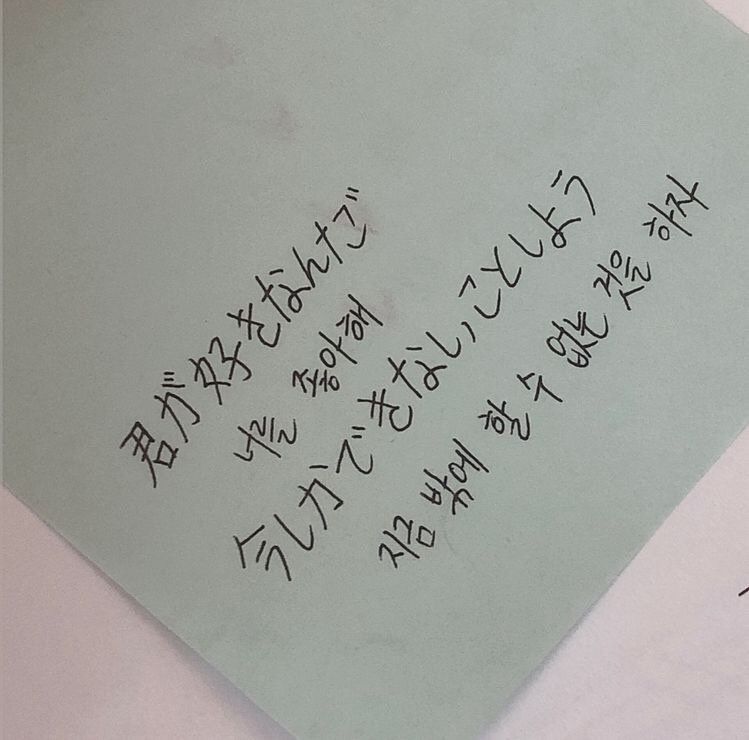 君が好きなんだ
너를 좋아해
今しかできないことしよう
지금 밖에 할 수 없는 것을 하자